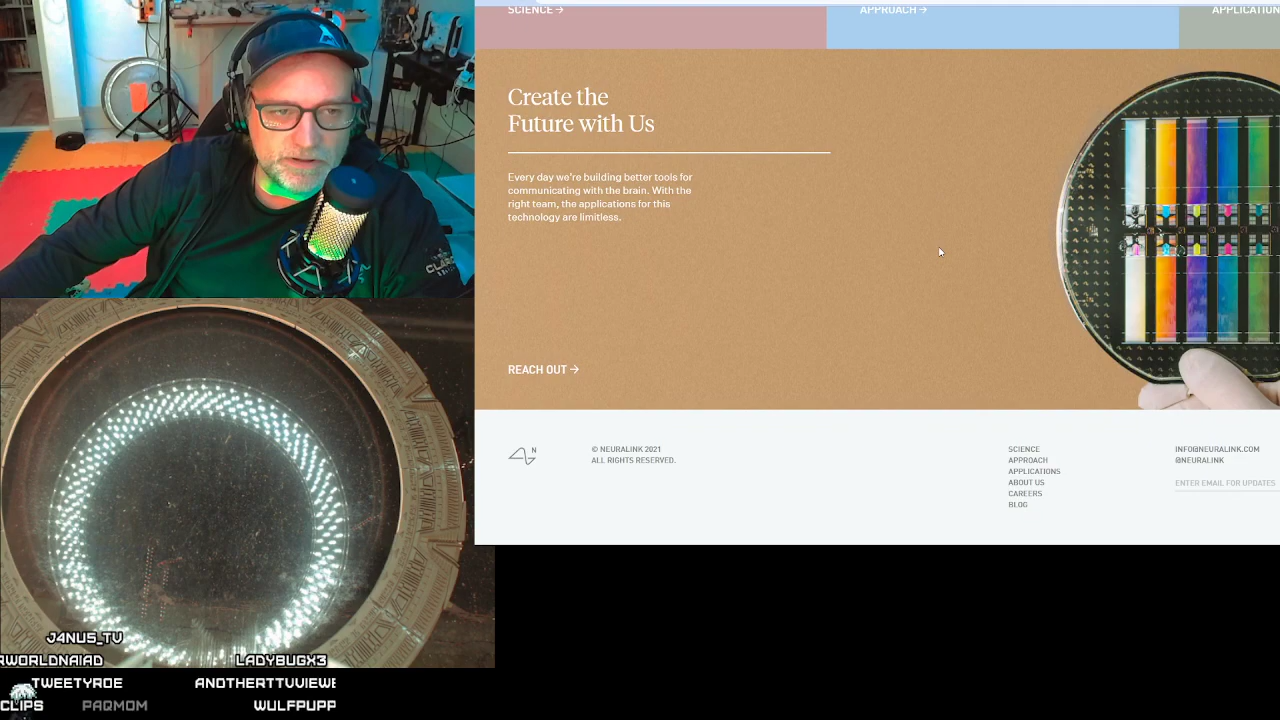 SCIENCE →
APPROACH →
APPLICATION
Create the
Future with Us
Every day we're building better tools for
communicating with the brain. With the
right team, the applications for this
technology are limitless.
REACH OUT →
N
© NEURALINK 2021
ALL RIGHTS RESERVED.
SCIENCE
APPROACH
APPLICATIONS
ABOUT US
CAREERS
BLOG
INFO@NEURALINK.COM
@NEURALINK
ENTER EMAIL FOR UPDATES
J4NU5_TV
RWORLDNAIAD
LADYBUGX3
TWEETYROE
ANOTHERTTVVIEWE
CLIPS
PAQMOM
WULFPUPP